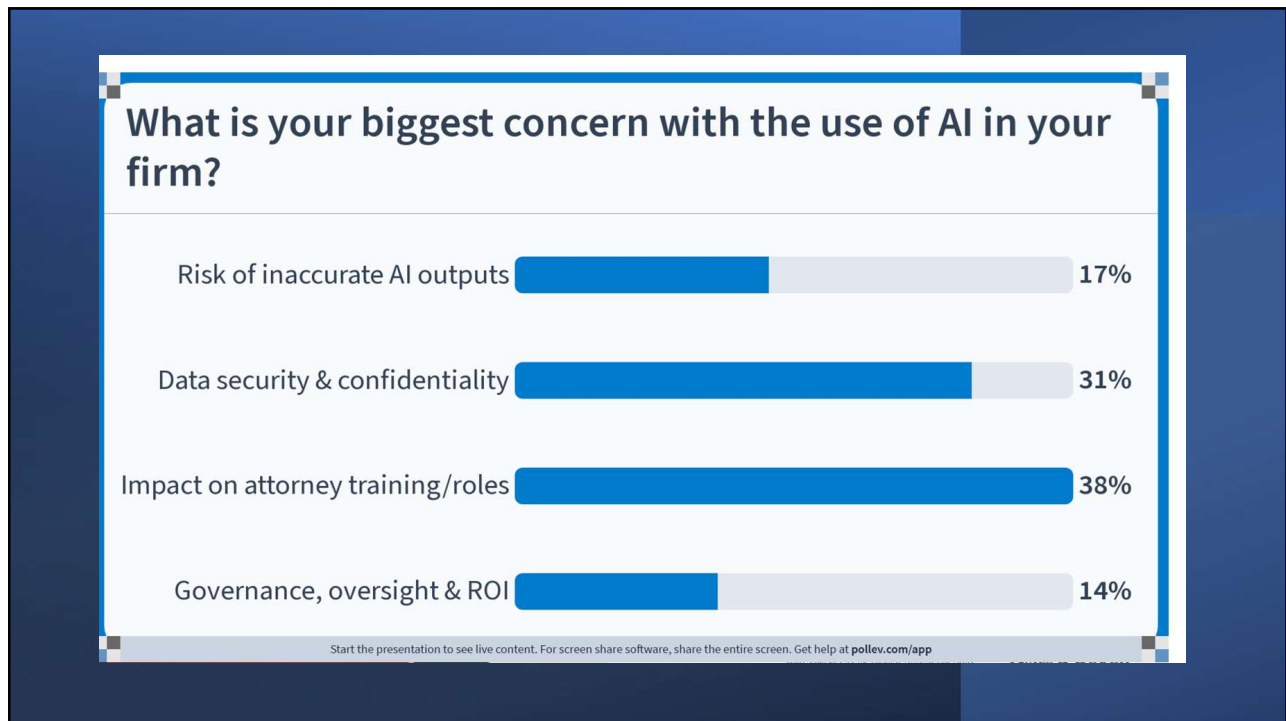 What is your biggest concern with the use of AI in your
firm?
Risk of inaccurate AI outputs 17%
Data security & confidentiality 31%
Impact on attorney training/roles 38%
Governance, oversight & ROI 14%
Start the presentation to see live content. For screen share software, share the entire screen. Get help at pollev.com/app